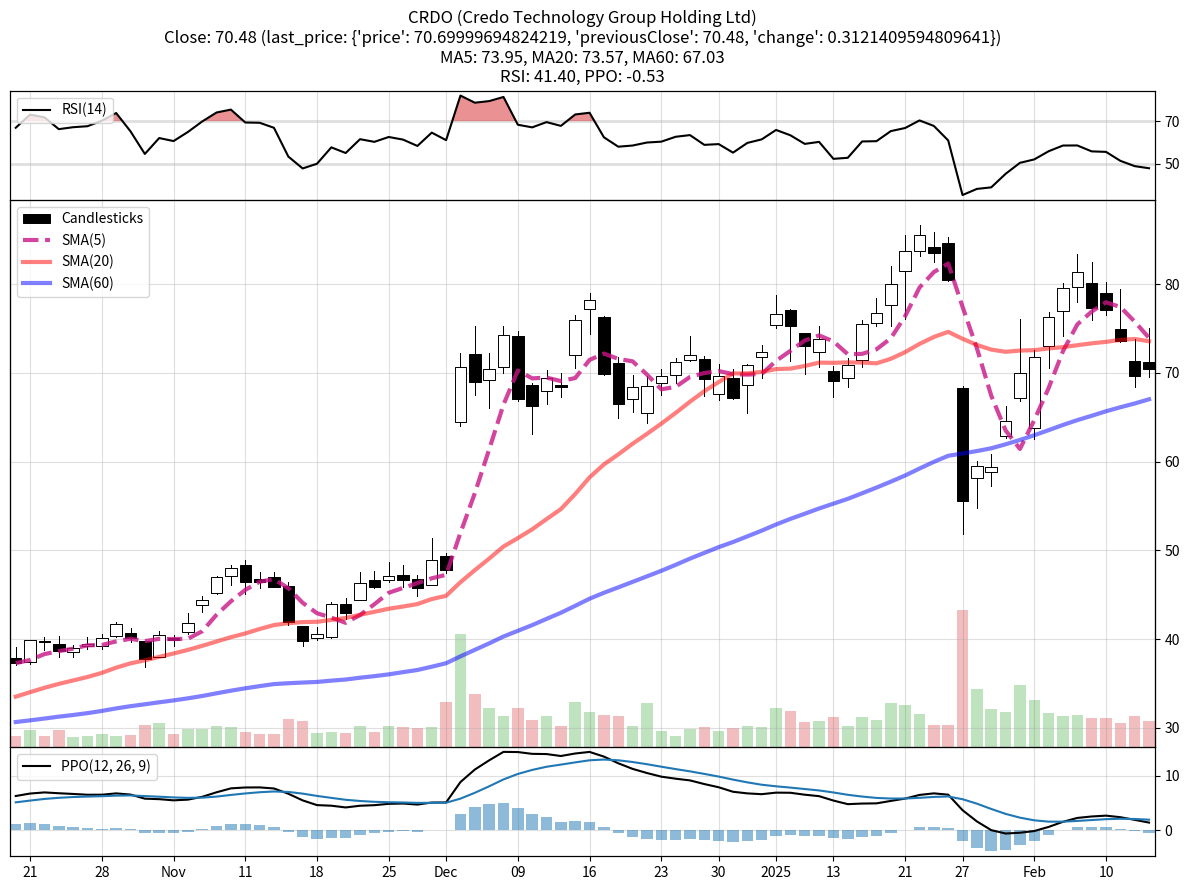 CRDO (Credo Technology Group Holding Ltd)
Close: 70.48 (last_price: {'price': 70.69999694824219, 'previousClose': 70.48, 'change': 0.3121409594809641})
MA5: 73.95, MA20: 73.57, MA60: 67.03
RSI: 41.40, PPO: -0.53
RSI(14)
70
50
Candlesticks
SMA(5)
SMA(20)
SMA(60)
80
70
60
50
40
30
PPO(12, 26, 9)
10
0
21 28 Nov 11 18 25 Dec 09 16 23 30 2025 13 21 27 Feb 10